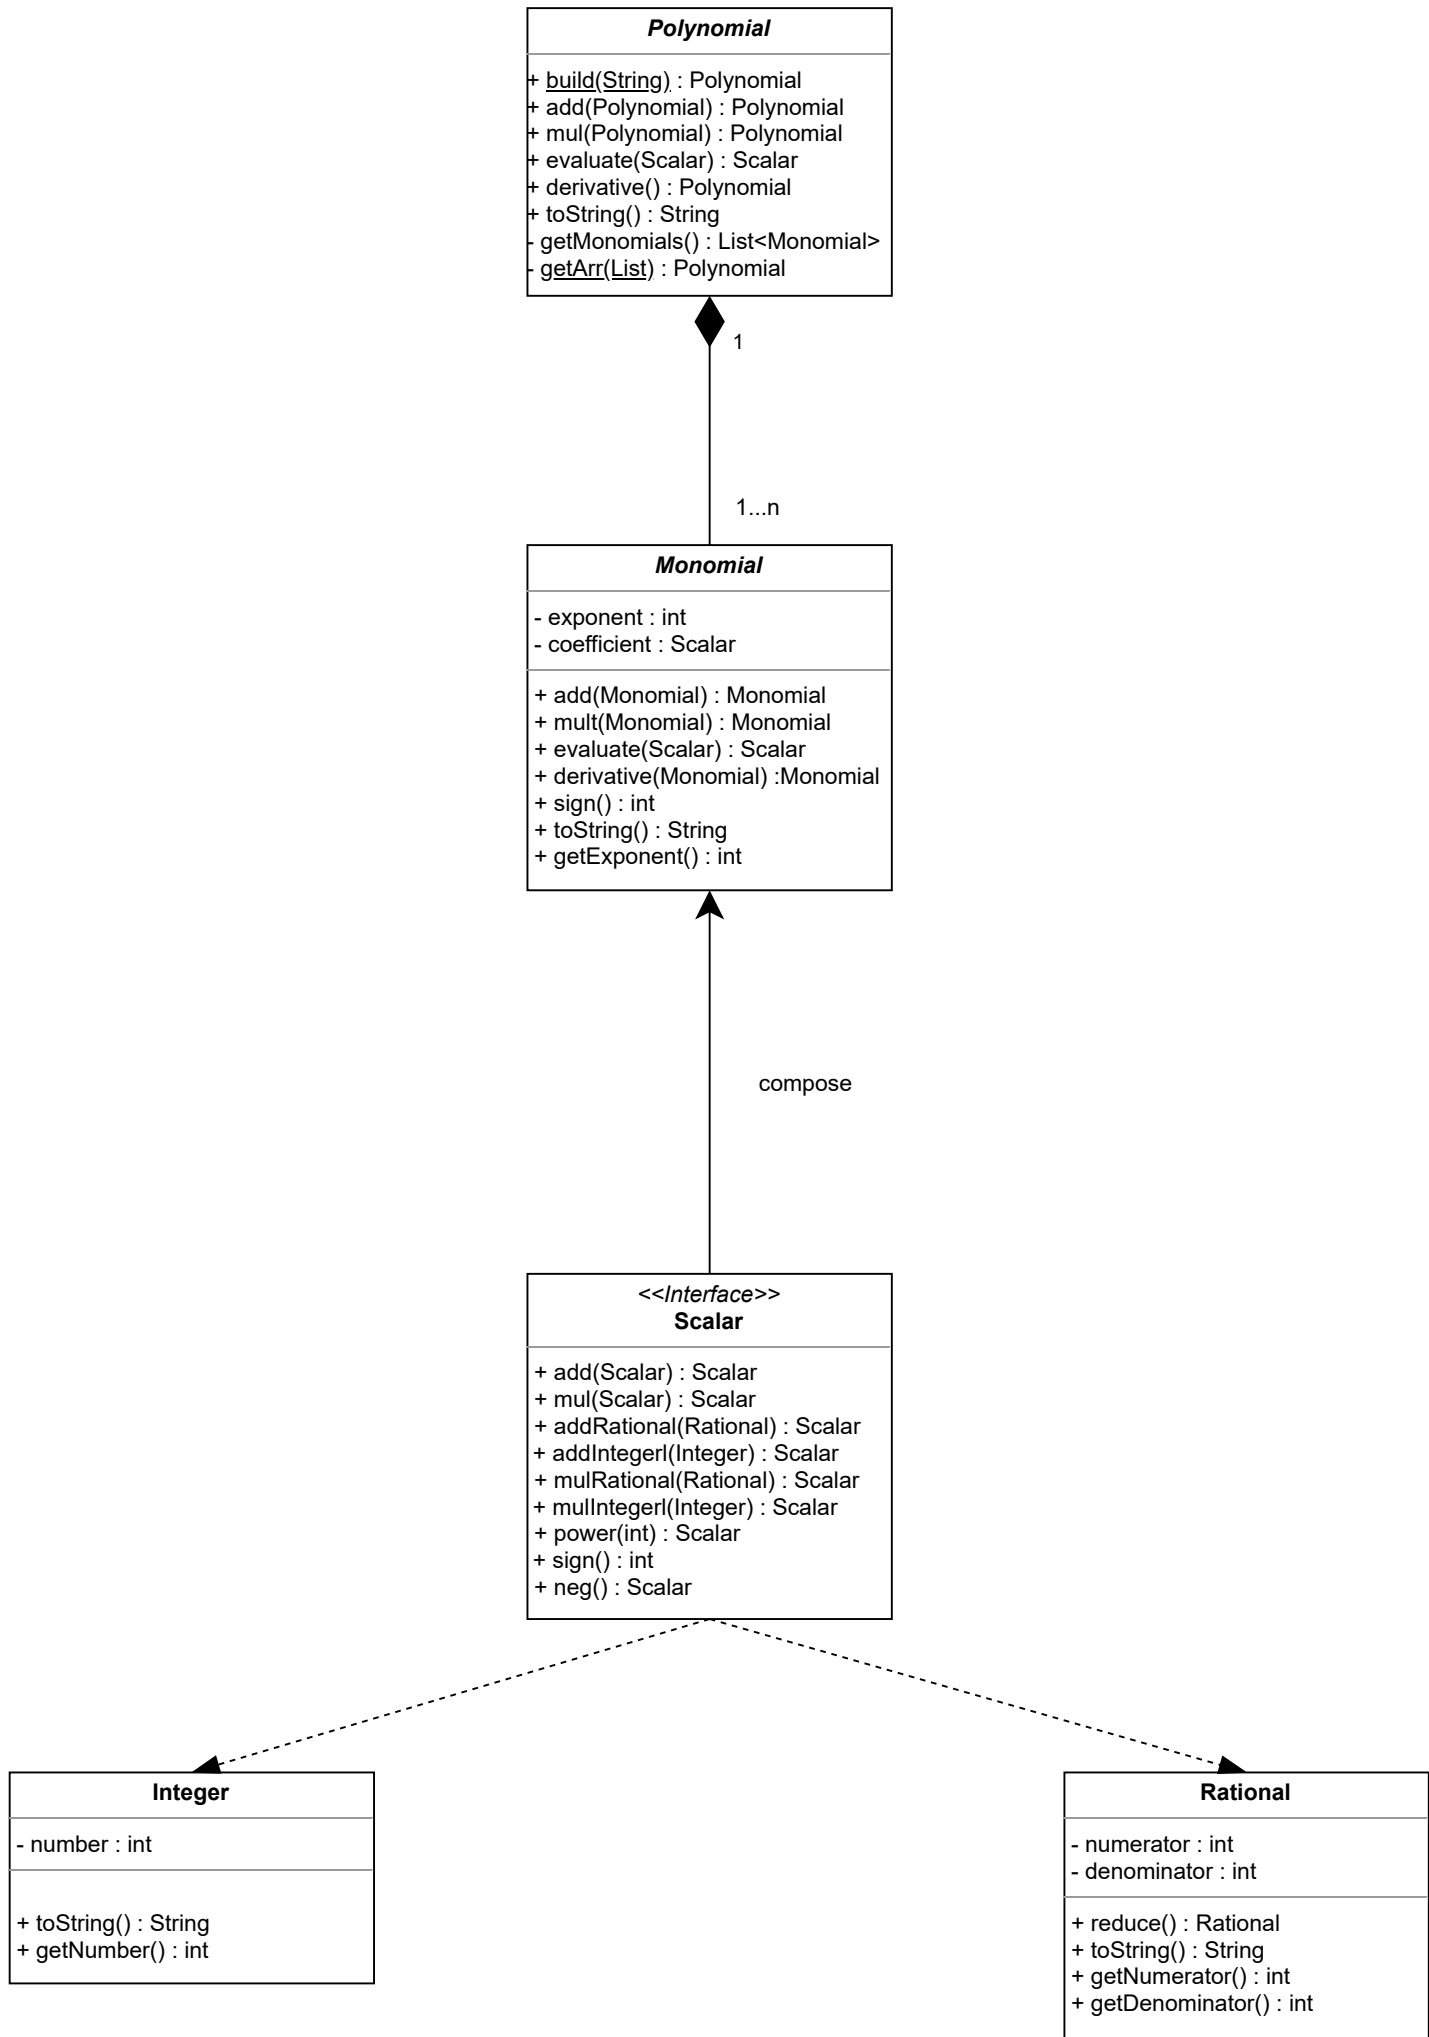 Polynomial
+ build(String) : Polynomial
+ add(Polynomial) : Polynomial
+ mul(Polynomial) : Polynomial
+ evaluate(Scalar) : Scalar
+ derivative() : Polynomial
+ toString() : String
- getMonomials() : List<Monomial>
- getArr(List) : Polynomial
1
1...n
Monomial
- exponent : int
- coefficient : Scalar
+ add(Monomial) : Monomial
+ mult(Monomial) : Monomial
+ evaluate(Scalar) : Scalar
+ derivative(Monomial) :Monomial
+ sign() : int
+ toString() : String
+ getExponent() : int
compose
<<Interface>>
Scalar
+ add(Scalar) : Scalar
+ mul(Scalar) : Scalar
+ addRational(Rational) : Scalar
+ addIntegerl(Integer) : Scalar
+ mulRational(Rational) : Scalar
+ mulIntegerl(Integer) : Scalar
+ power(int) : Scalar
+ sign() : int
+ neg() : Scalar
Integer
- number : int
+ toString() : String
+ getNumber() : int
Rational
- numerator : int
- denominator : int
+ reduce() : Rational
+ toString() : String
+ getNumerator() : int
+ getDenominator() : int